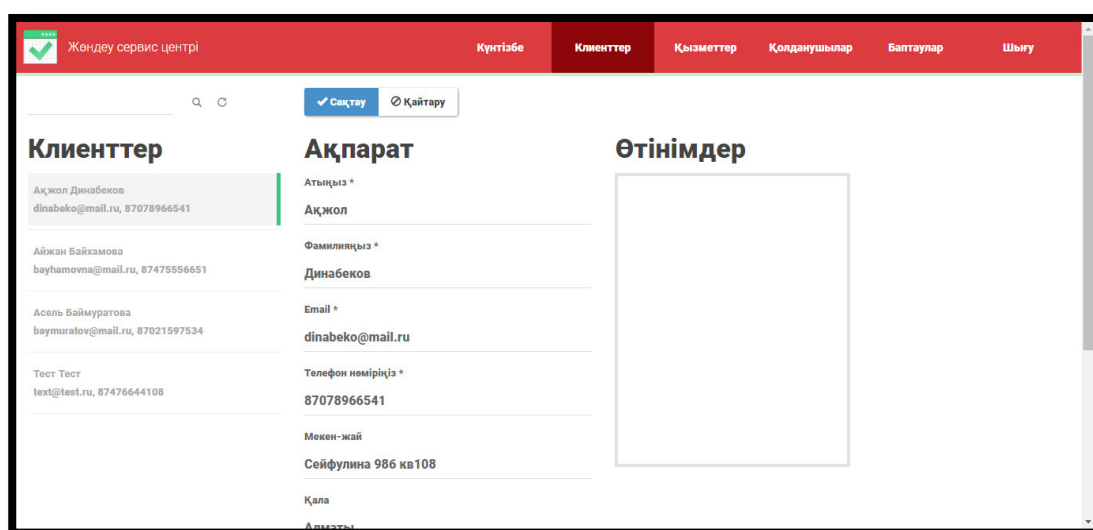 Жөндеу сервис центрі
Күнтізбе
Клиенттер
Қызметтер
Қолданушылар
Баптаулар
Шығу
Сақтау
Қайтару
Клиенттер
Ақжол Динабеков
dinabeko@mail.ru, 87078966541
Айжан Байхамова
bayhamovna@mail.ru, 87475556651
Асель Баймуратова
baymuratov@mail.ru, 87021597534
Тест Тест
text@test.ru, 87476644108
Ақпарат
Атыңыз *
Ақжол
Фамилияңыз *
Динабеков
Email *
dinabeko@mail.ru
Телефон нөміріңіз *
87078966541
Мекен-жай
Сейфулина 98б кв108
Қала
Алматы
Өтінімдер